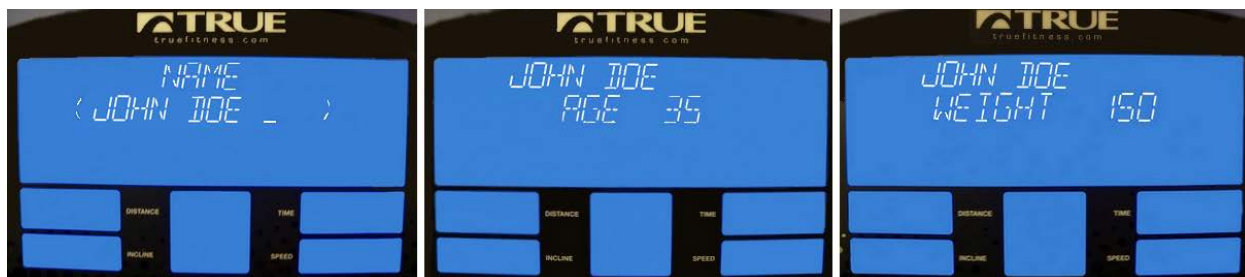 TRUE
truefitness.com
NAME
( JOHN DOE _ )
DISTANCE
TIME
INCLINE
SPEED
TRUE
truefitness.com
JOHN DOE
AGE 35
DISTANCE
TIME
INCLINE
SPEED
TRUE
truefitness.com
JOHN DOE
WEIGHT 150
DISTANCE
TIME
INCLINE
SPEED